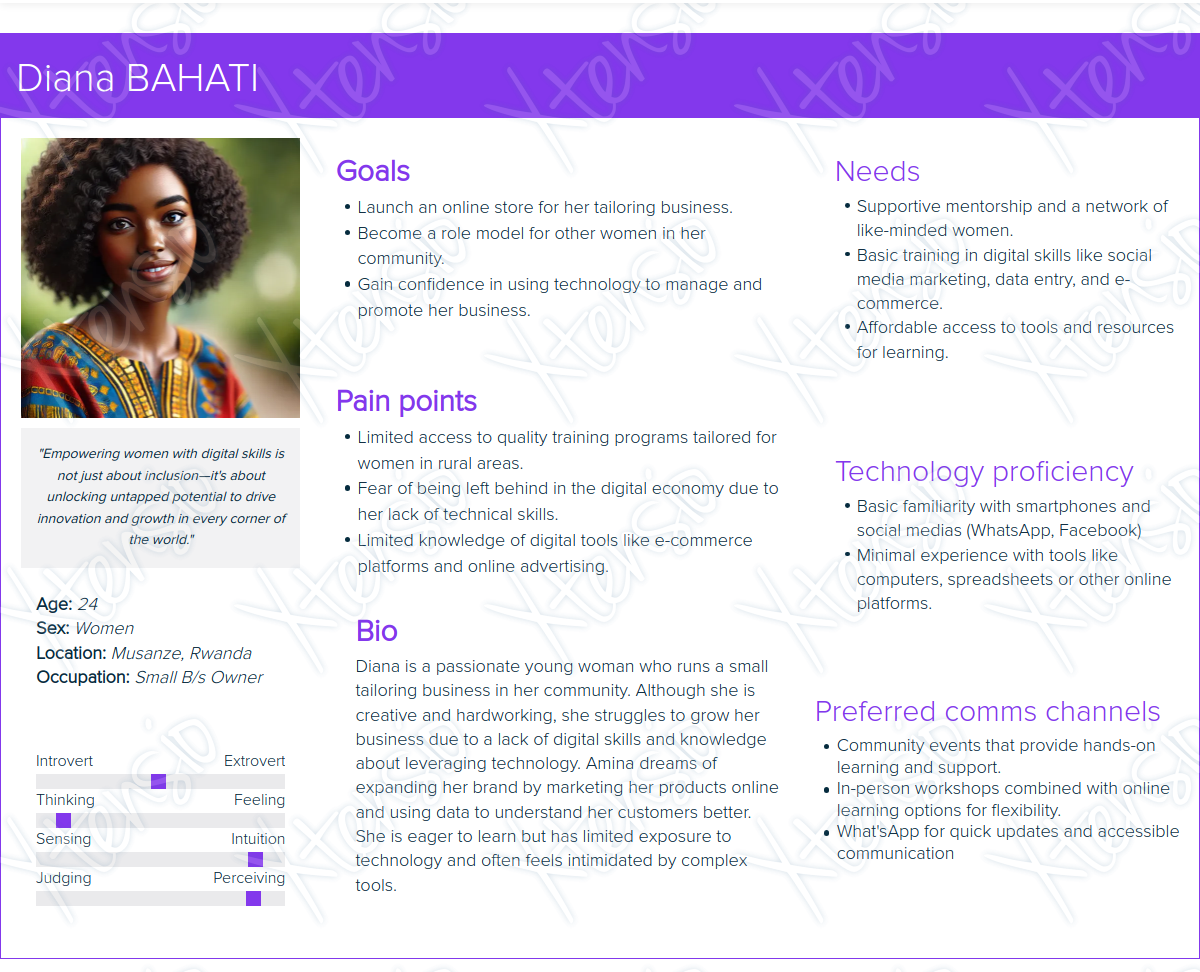 Diana BAHATI
"Empowering women with digital skills is
not just about inclusion—it's about
unlocking untapped potential to drive
innovation and growth in every corner of
the world."
Age: 24
Sex: Women
Location: Musanze, Rwanda
Occupation: Small B/s Owner
Introvert Extrovert
Thinking Feeling
Sensing Intuition
Judging Perceiving
Goals
• Launch an online store for her tailoring business.
• Become a role model for other women in her
community.
• Gain confidence in using technology to manage and
promote her business.
Pain points
• Limited access to quality training programs tailored for
women in rural areas.
• Fear of being left behind in the digital economy due to
her lack of technical skills.
• Limited knowledge of digital tools like e-commerce
platforms and online advertising.
Bio
Diana is a passionate young woman who runs a small
tailoring business in her community. Although she is
creative and hardworking, she struggles to grow her
business due to a lack of digital skills and knowledge
about leveraging technology. Amina dreams of
expanding her brand by marketing her products online
and using data to understand her customers better.
She is eager to learn but has limited exposure to
technology and often feels intimidated by complex
tools.
Needs
• Supportive mentorship and a network of
like-minded women.
• Basic training in digital skills like social
media marketing, data entry, and e-
commerce.
• Affordable access to tools and resources
for learning.
Technology proficiency
• Basic familiarity with smartphones and
social medias (WhatsApp, Facebook)
• Minimal experience with tools like
computers, spreadsheets or other online
platforms.
Preferred comms channels
• Community events that provide hands-on
learning and support.
• In-person workshops combined with online
learning options for flexibility.
• What'sApp for quick updates and accessible
communication
Xtensio